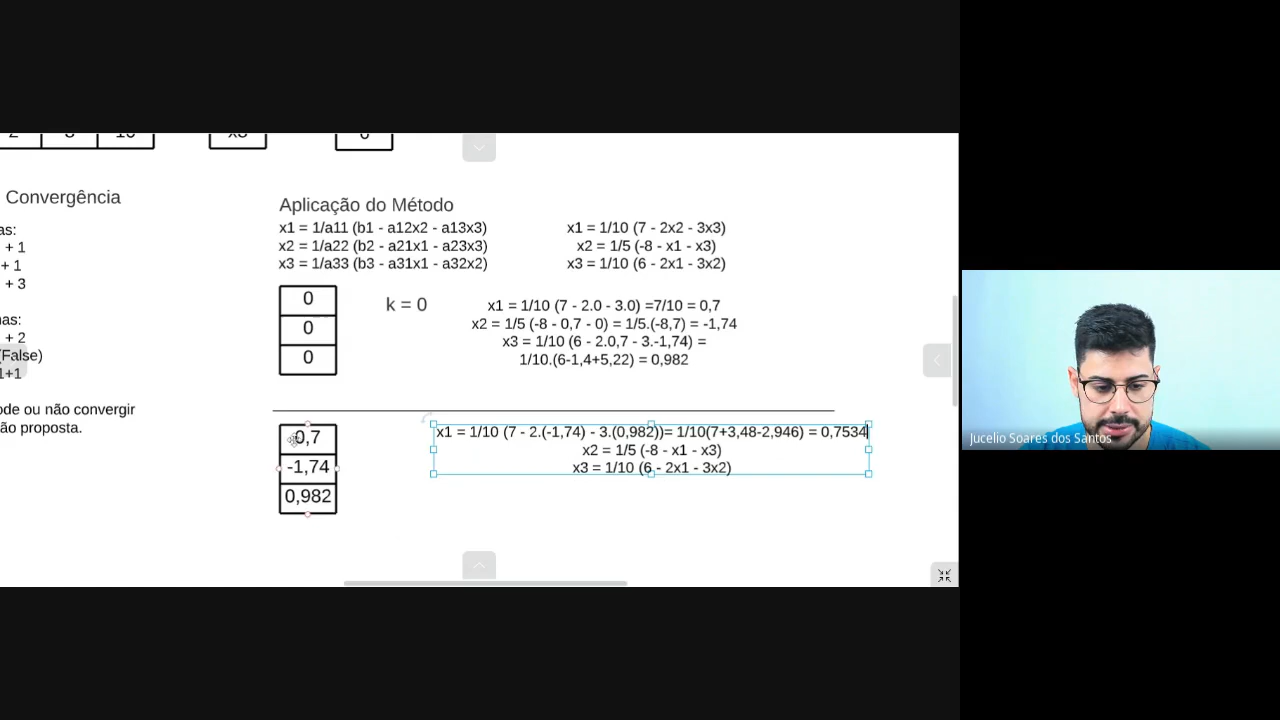 Convergência
as:
+ 1
+ 1
+ 3
nas:
+ 2
(False)
1+1
ode ou não convergir
ão proposta.
Aplicação do Método
x1 = 1/a11 (b1 - a12x2 - a13x3)
x2 = 1/a22 (b2 - a21x1 - a23x3)
x3 = 1/a33 (b3 - a31x1 - a32x2)
x1 = 1/10 (7 - 2x2 - 3x3)
x2 = 1/5 (-8 - x1 - x3)
x3 = 1/10 (6 - 2x1 - 3x2)
0
0
0
k = 0
x1 = 1/10 (7 - 2.0 - 3.0) =7/10 = 0,7
x2 = 1/5 (-8 - 0,7 - 0) = 1/5.(-8,7) = -1,74
x3 = 1/10 (6 - 2.0,7 - 3.-1,74) =
1/10.(6-1,4+5,22) = 0,982
0,7
-1,74
0,982
x1 = 1/10 (7 - 2.(-1,74) - 3.(0,982))= 1/10(7+3,48-2,946) = 0,7534
x2 = 1/5 (-8 - x1 - x3)
x3 = 1/10 (6 - 2x1 - 3x2)
Jucelio Soares dos Santos